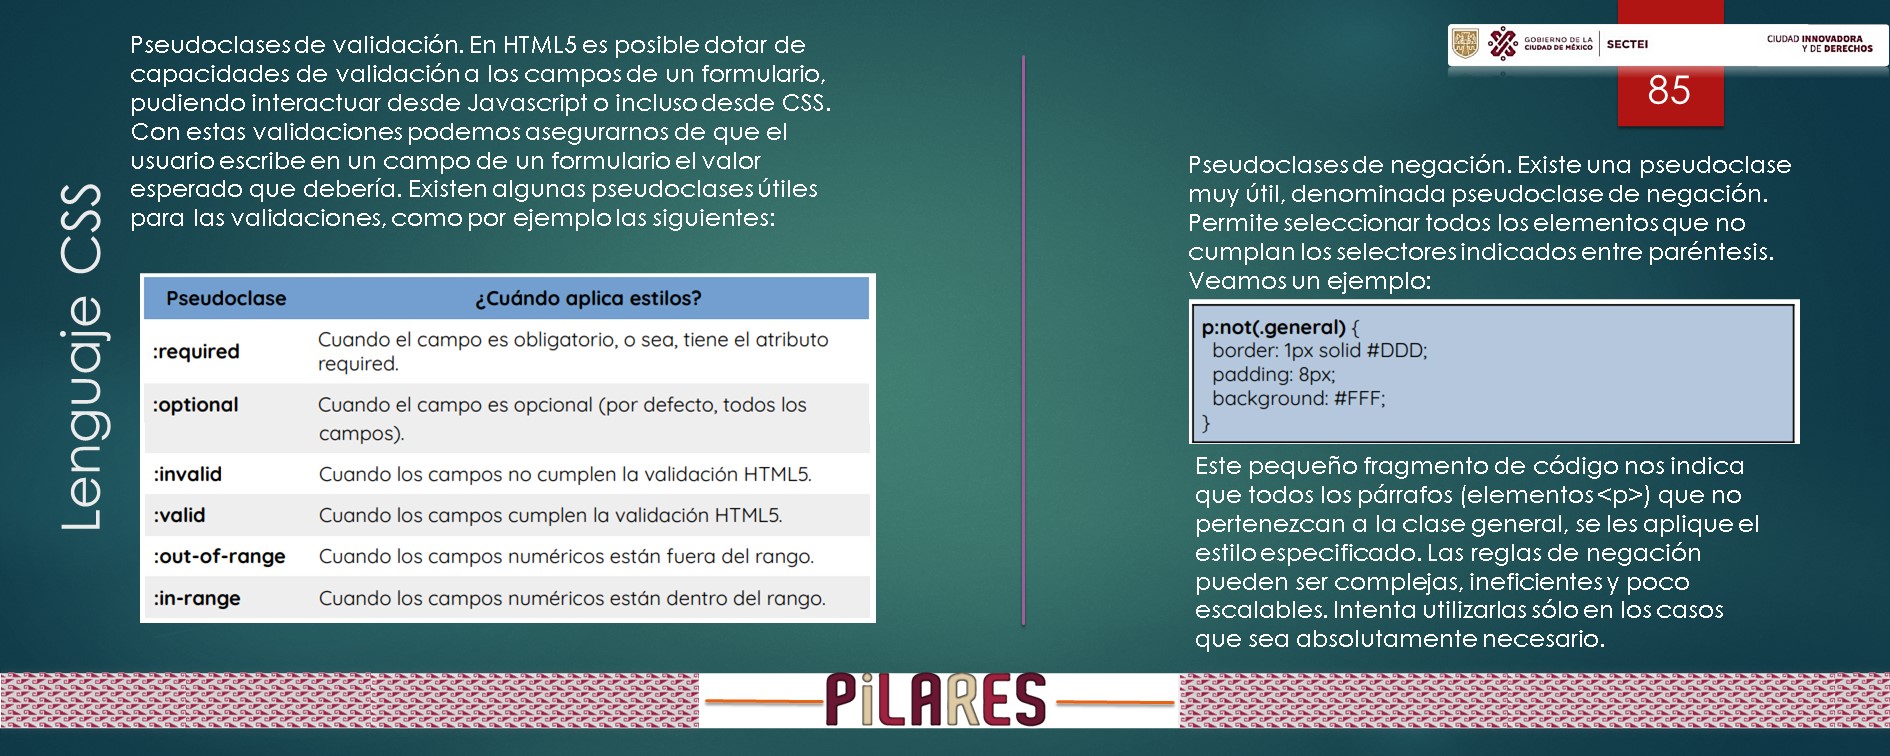 Lenguaje CSS
Pseudoclases de validación. En HTML5 es posible dotar de
capacidades de validación a los campos de un formulario,
pudiendo interactuar desde Javascript o incluso desde CSS.
Con estas validaciones podemos asegurarnos de que el
usuario escribe en un campo de un formulario el valor
esperado que debería. Existen algunas pseudoclases útiles
para las validaciones, como por ejemplo las siguientes:
Pseudoclase ¿Cuándo aplica estilos?
:required Cuando el campo es obligatorio, o sea, tiene el atributo
required.
:optional Cuando el campo es opcional (por defecto, todos los
campos).
:invalid Cuando los campos no cumplen la validación HTML5.
:valid Cuando los campos cumplen la validación HTML5.
:out-of-range Cuando los campos numéricos están fuera del rango.
:in-range Cuando los campos numéricos están dentro del rango.
GOBIERNO DE LA
CIUDAD DE MÉXICO
SECTEI
CIUDAD INNOVADORA
Y DE DERECHOS
85
Pseudoclases de negación. Existe una pseudoclase
muy útil, denominada pseudoclase de negación.
Permite seleccionar todos los elementos que no
cumplan los selectores indicados entre paréntesis.
Veamos un ejemplo:
p:not(.general) {
border: 1px solid #DDD;
padding: 8px;
background: #FFF;
}
Este pequeño fragmento de código nos indica
que todos los párrafos (elementos <p>) que no
pertenezcan a la clase general, se les aplique el
estilo especificado. Las reglas de negación
pueden ser complejas, ineficientes y poco
escalables. Intenta utilizarlas sólo en los casos
que sea absolutamente necesario.
PiLARES